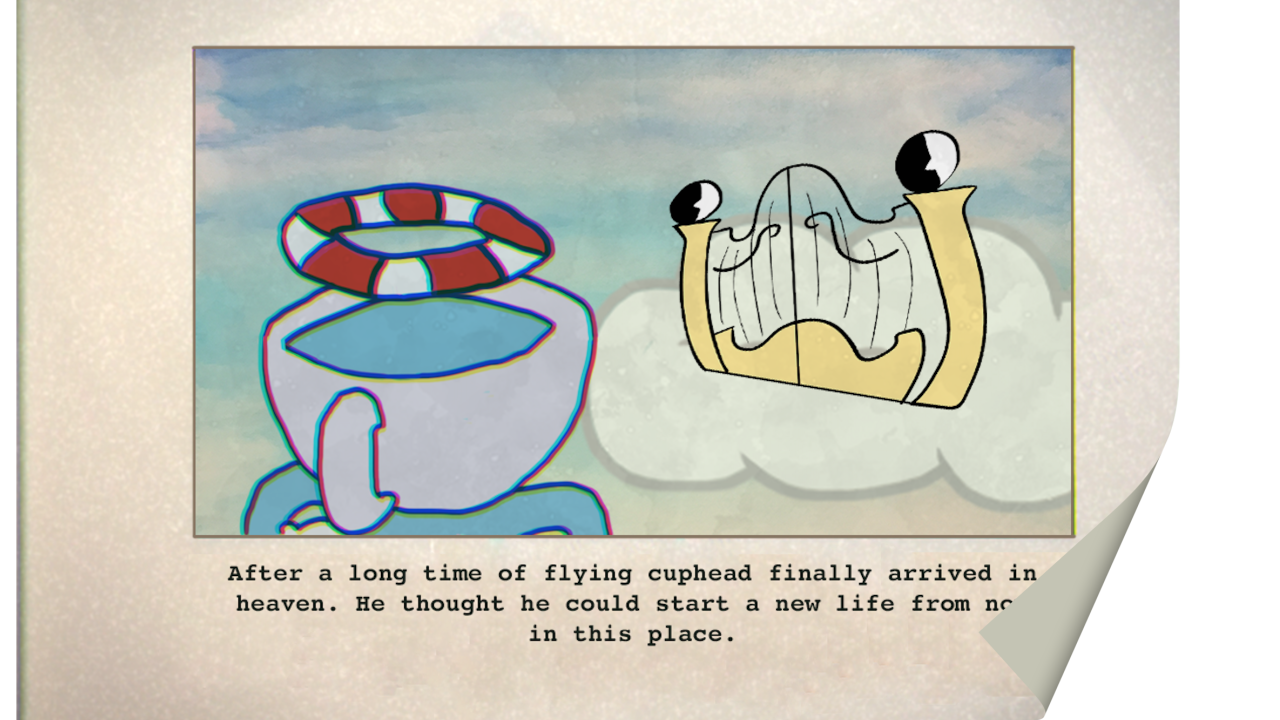 After a long time of flying cuphead finally arrived in
heaven. He thought he could start a new life from
in this place.